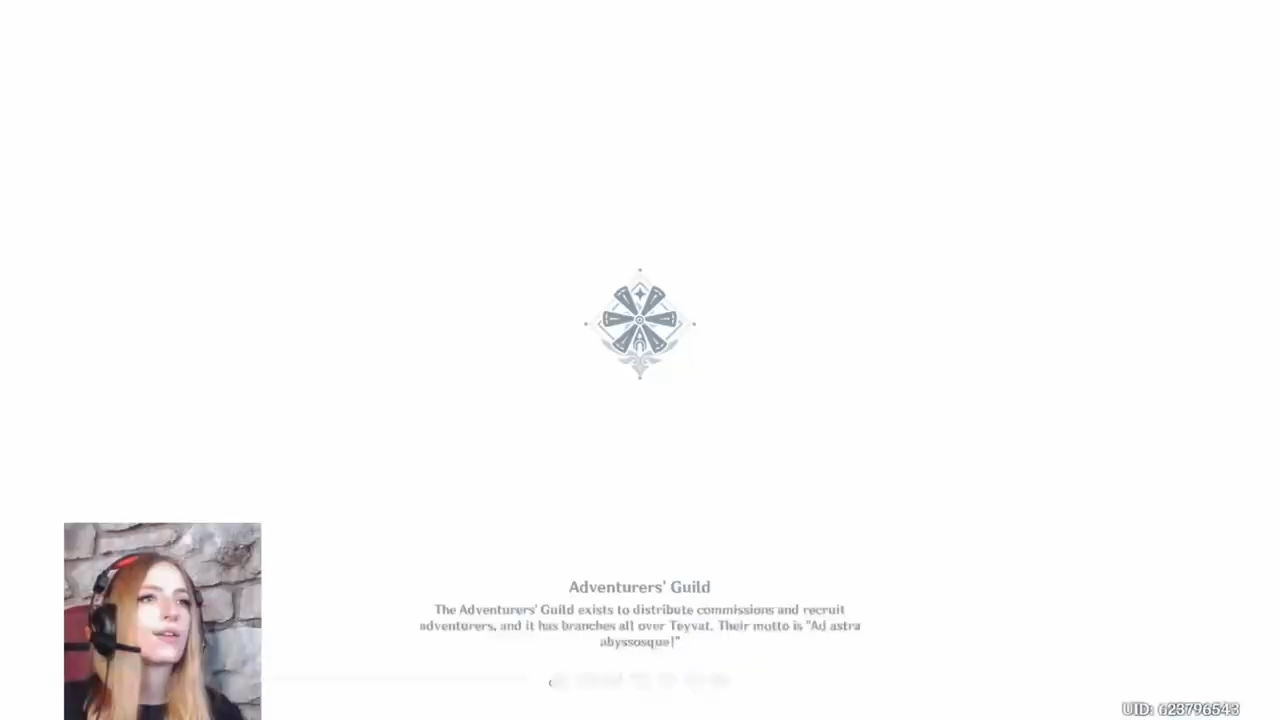 Adventurers' Guild
The Adventurers' Guild exists to distribute commissions and recruit
adventurers, and it has branches all over Teyvat. Their motto is "Ad astra
abyssosque!"
UID: 623796543